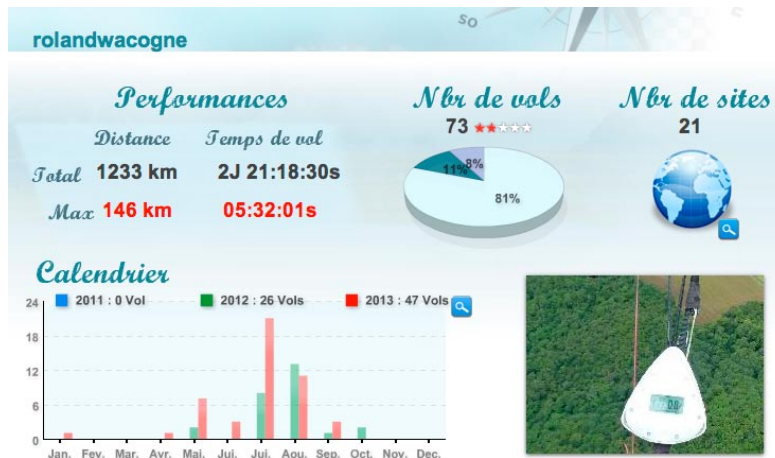 so
rolandwacogne
Performances
Distance Temps de vol
Total 1233 km 2J 21:18:30s
Max 146 km 05:32:01s
Nbr de vols
73
11% 8%
81%
Nbr de sites
21
Calendrier
2011 : 0 Vol 2012 : 26 Vols 2013 : 47 Vols
24
18
12
6
0
Jan. Fev. Mar. Avr. Mai. Jui. Jui. Aou. Sep. Oct. Nov. Dec.